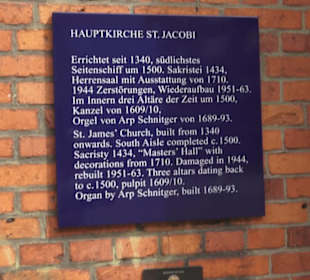 HAUPTKIRCHE ST. JACOBI
Errichtet seit 1340, südlichstes
Seitenschiff um 1500. Sakristei 1434,
Herrensaal mit Ausstattung von 1710.
1944 Zerstörungen, Wiederaufbau 1951-63.
Im Innern drei Altäre der Zeit um 1500,
Kanzel von 1609/10,
Orgel von Arp Schnitger von 1689-93.
St. James' Church, built from 1340
onwards. South Aisle completed c.1500.
Sacristy 1434, “Masters' Hall” with
decorations from 1710. Damaged in 1944,
rebuilt 1951-63. Three altars dating back
to c.1500, pulpit 1609/10.
Organ by Arp Schnitger, built 1689-93.